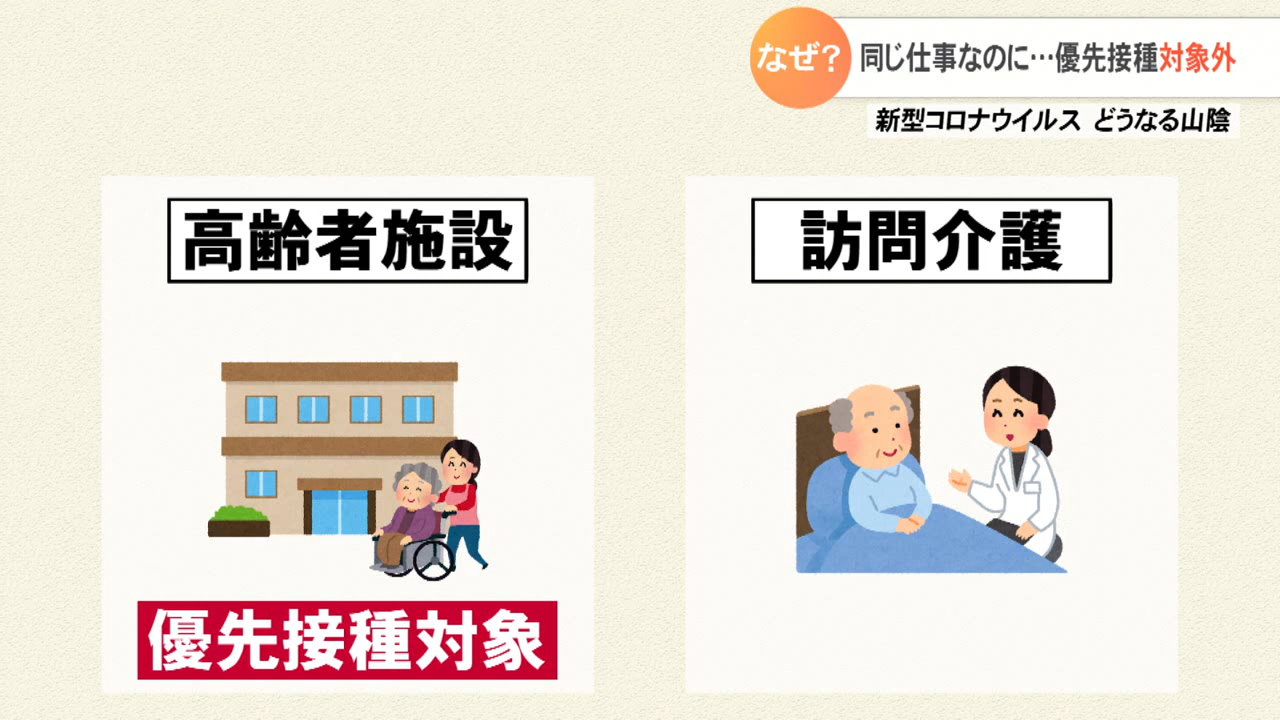 なぜ?
同じ仕事なのに…優先接種対象外
新型コロナウイルス どうなる山陰
高齢者施設
訪問介護
優先接種対象